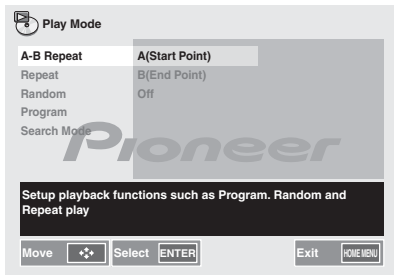 Play Mode
A-B Repeat A(Start Point)
Repeat B(End Point)
Random Off
Program
Search Mode
Pioneer
Setup playback functions such as Program. Random and
Repeat play
Move Select ENTER Exit HOME MENU